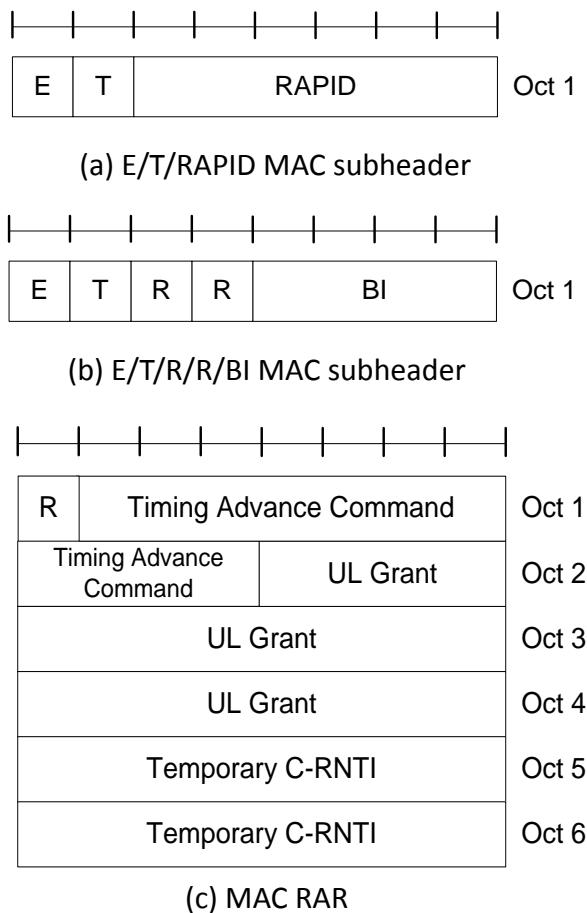 E T RAPID Oct 1
(a) E/T/RAPID MAC subheader
E T R R BI Oct 1
(b) E/T/R/R/BI MAC subheader
R Timing Advance Command Oct 1
Timing Advance
Command
UL Grant Oct 2
UL Grant Oct 3
UL Grant Oct 4
Temporary C-RNTI Oct 5
Temporary C-RNTI Oct 6
(c) MAC RAR